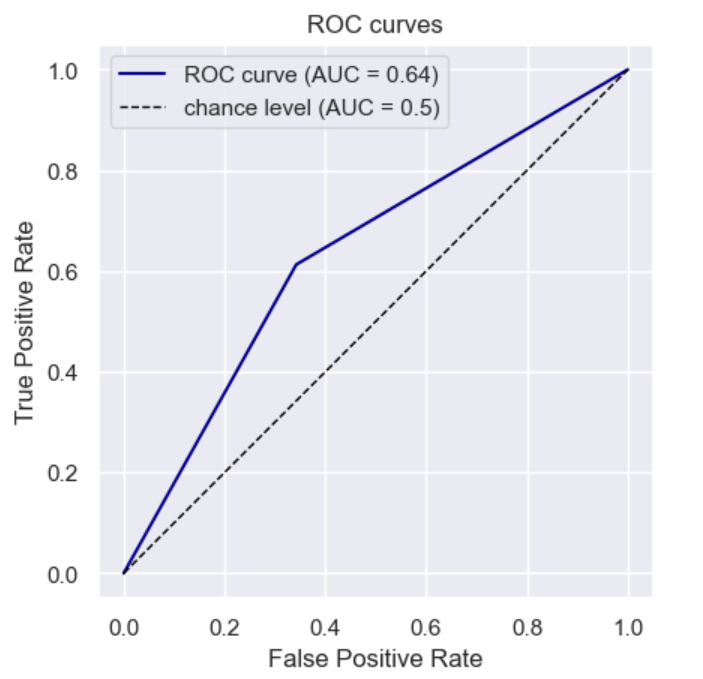 ROC curves
ROC curve (AUC = 0.64)
chance level (AUC = 0.5)
True Positive Rate
1.0
0.8
0.6
0.4
0.2
0.0
0.0 0.2 0.4 0.6 0.8 1.0
False Positive Rate